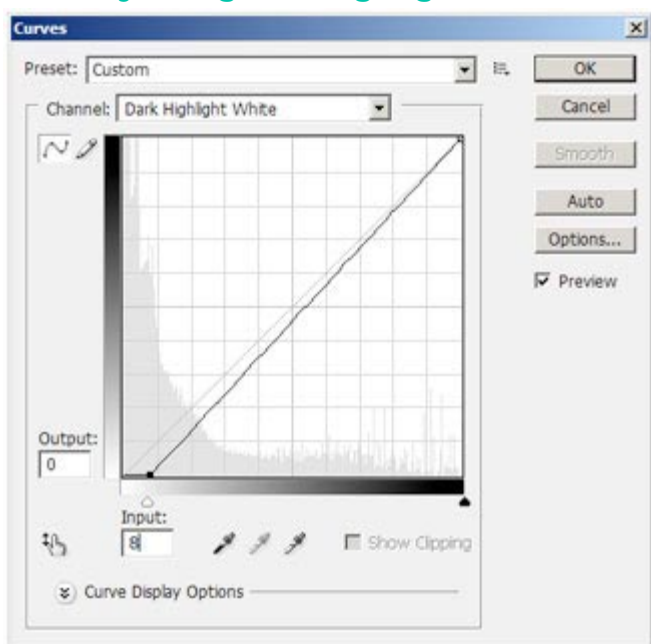 Curves
Preset: Custom
OK
Channel: Dark Highlight White
Cancel
Smooth
Auto
Options...
Preview
Output:
0
Input:
8
Show Clipping
Curve Display Options